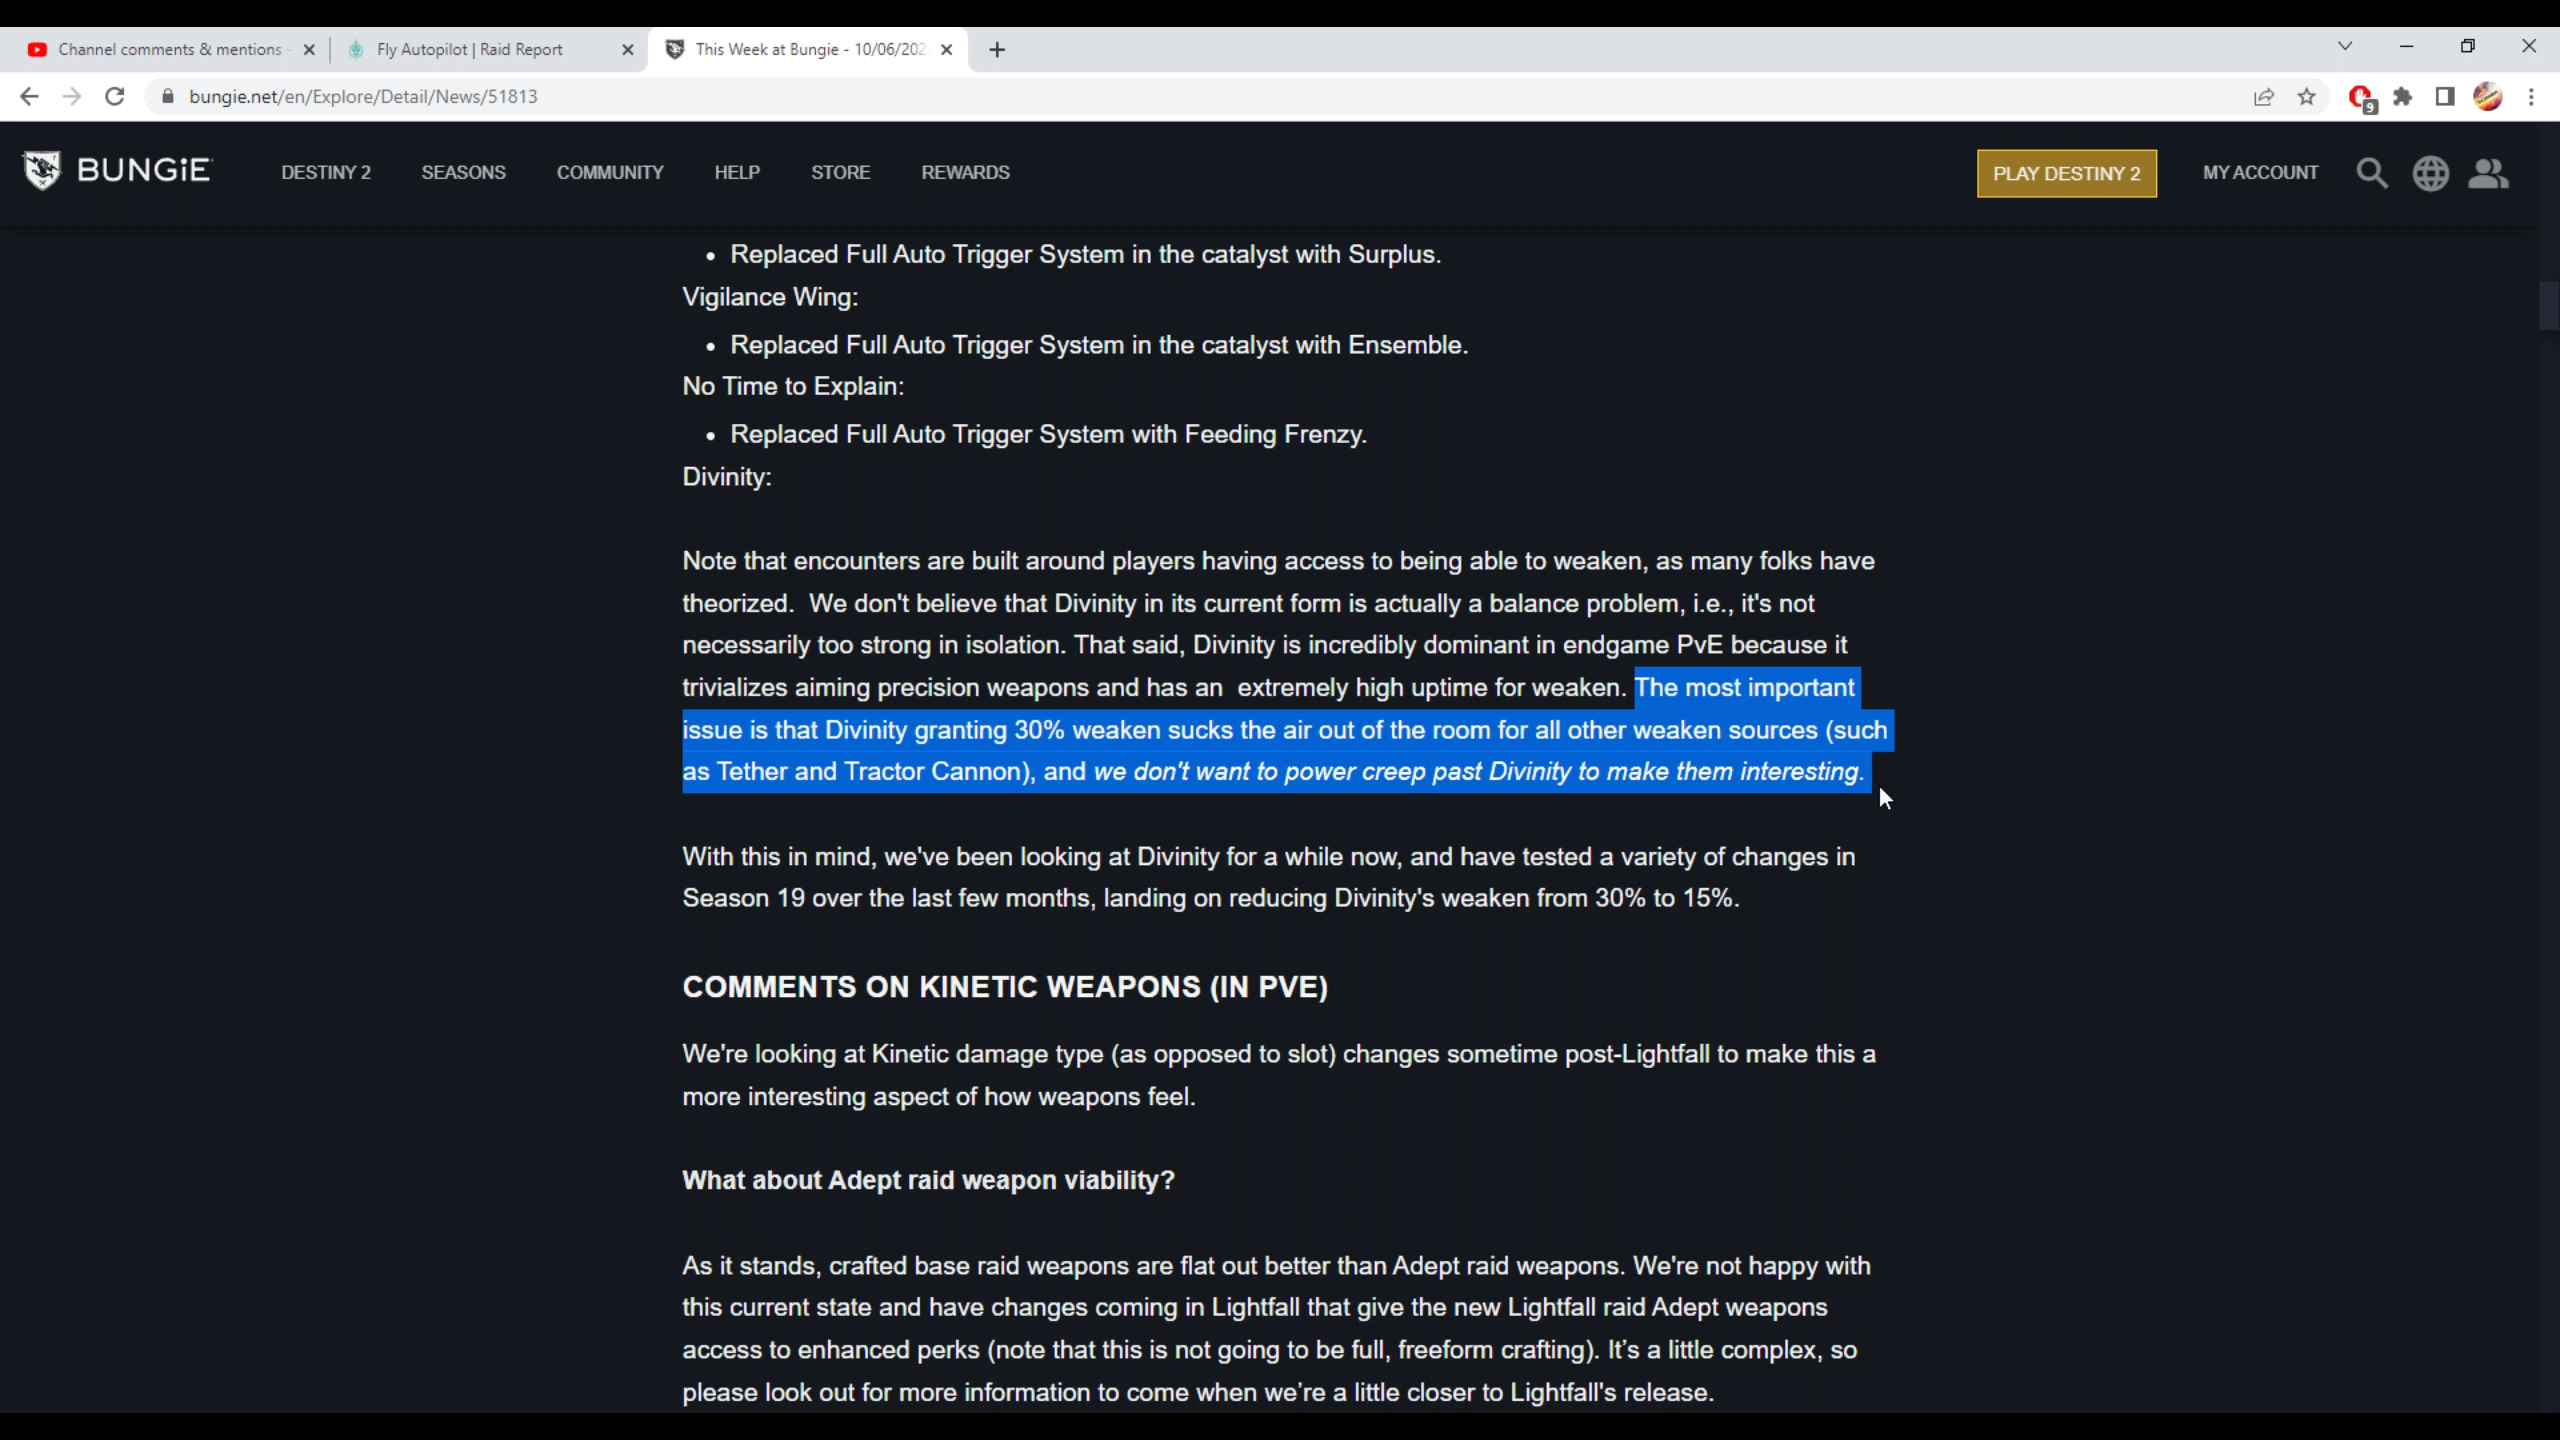 Channel comments & mentions -
Fly Autopilot | Raid Report
This Week at Bungie - 10/06/202
bungie.net/en/Explore/Detail/News/51813
9
BUNGiE
DESTINY 2
SEASONS
COMMUNITY
HELP
STORE
REWARDS
PLAY DESTINY 2
MY ACCOUNT
• Replaced Full Auto Trigger System in the catalyst with Surplus.
Vigilance Wing:
• Replaced Full Auto Trigger System in the catalyst with Ensemble.
No Time to Explain:
• Replaced Full Auto Trigger System with Feeding Frenzy.
Divinity:
Note that encounters are built around players having access to being able to weaken, as many folks have
theorized. We don't believe that Divinity in its current form is actually a balance problem, i.e., it's not
necessarily too strong in isolation. That said, Divinity is incredibly dominant in endgame PvE because it
trivializes aiming precision weapons and has an extremely high uptime for weaken. The most important
issue is that Divinity granting 30% weaken sucks the air out of the room for all other weaken sources (such
as Tether and Tractor Cannon), and we don't want to power creep past Divinity to make them interesting.
With this in mind, we've been looking at Divinity for a while now, and have tested a variety of changes in
Season 19 over the last few months, landing on reducing Divinity's weaken from 30% to 15%.
COMMENTS ON KINETIC WEAPONS (IN PVE)
We're looking at Kinetic damage type (as opposed to slot) changes sometime post-Lightfall to make this a
more interesting aspect of how weapons feel.
What about Adept raid weapon viability?
As it stands, crafted base raid weapons are flat out better than Adept raid weapons. We're not happy with
this current state and have changes coming in Lightfall that give the new Lightfall raid Adept weapons
access to enhanced perks (note that this is not going to be full, freeform crafting). It’s a little complex, so
please look out for more information to come when we’re a little closer to Lightfall's release.